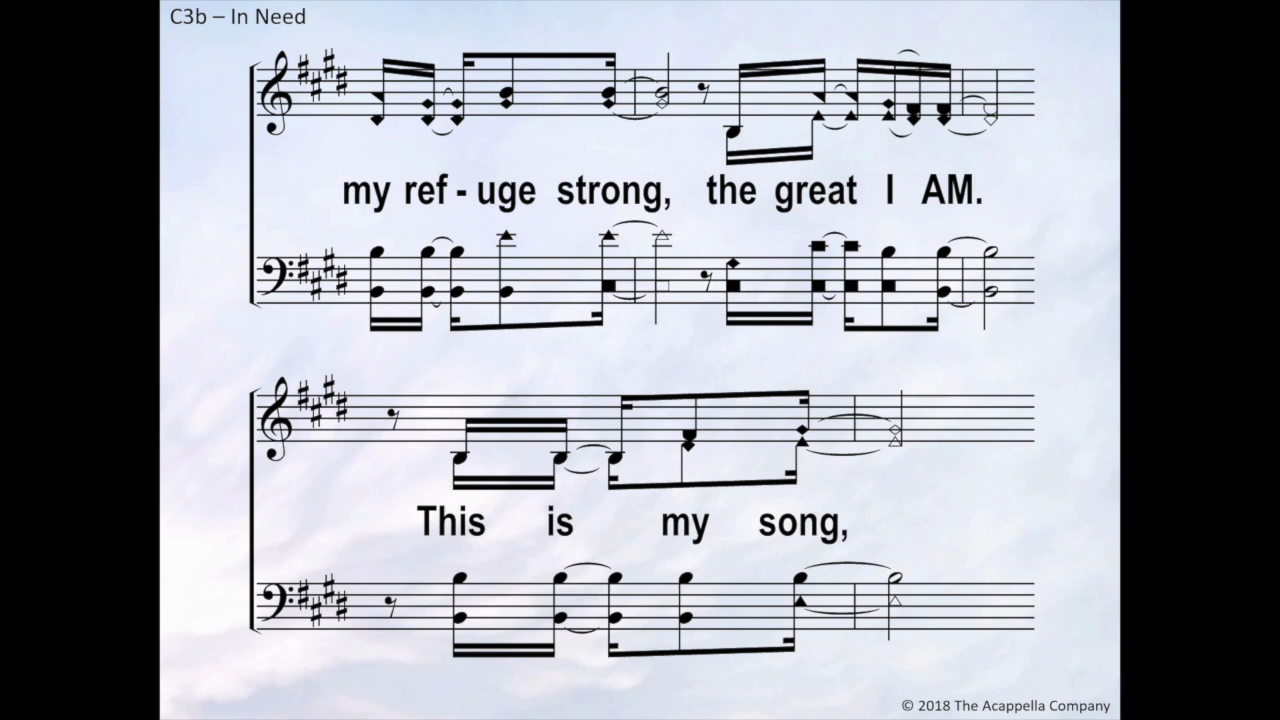 C3b – In Need
my ref - uge strong, the great I AM.
This is my song,
© 2018 The Acappella Company